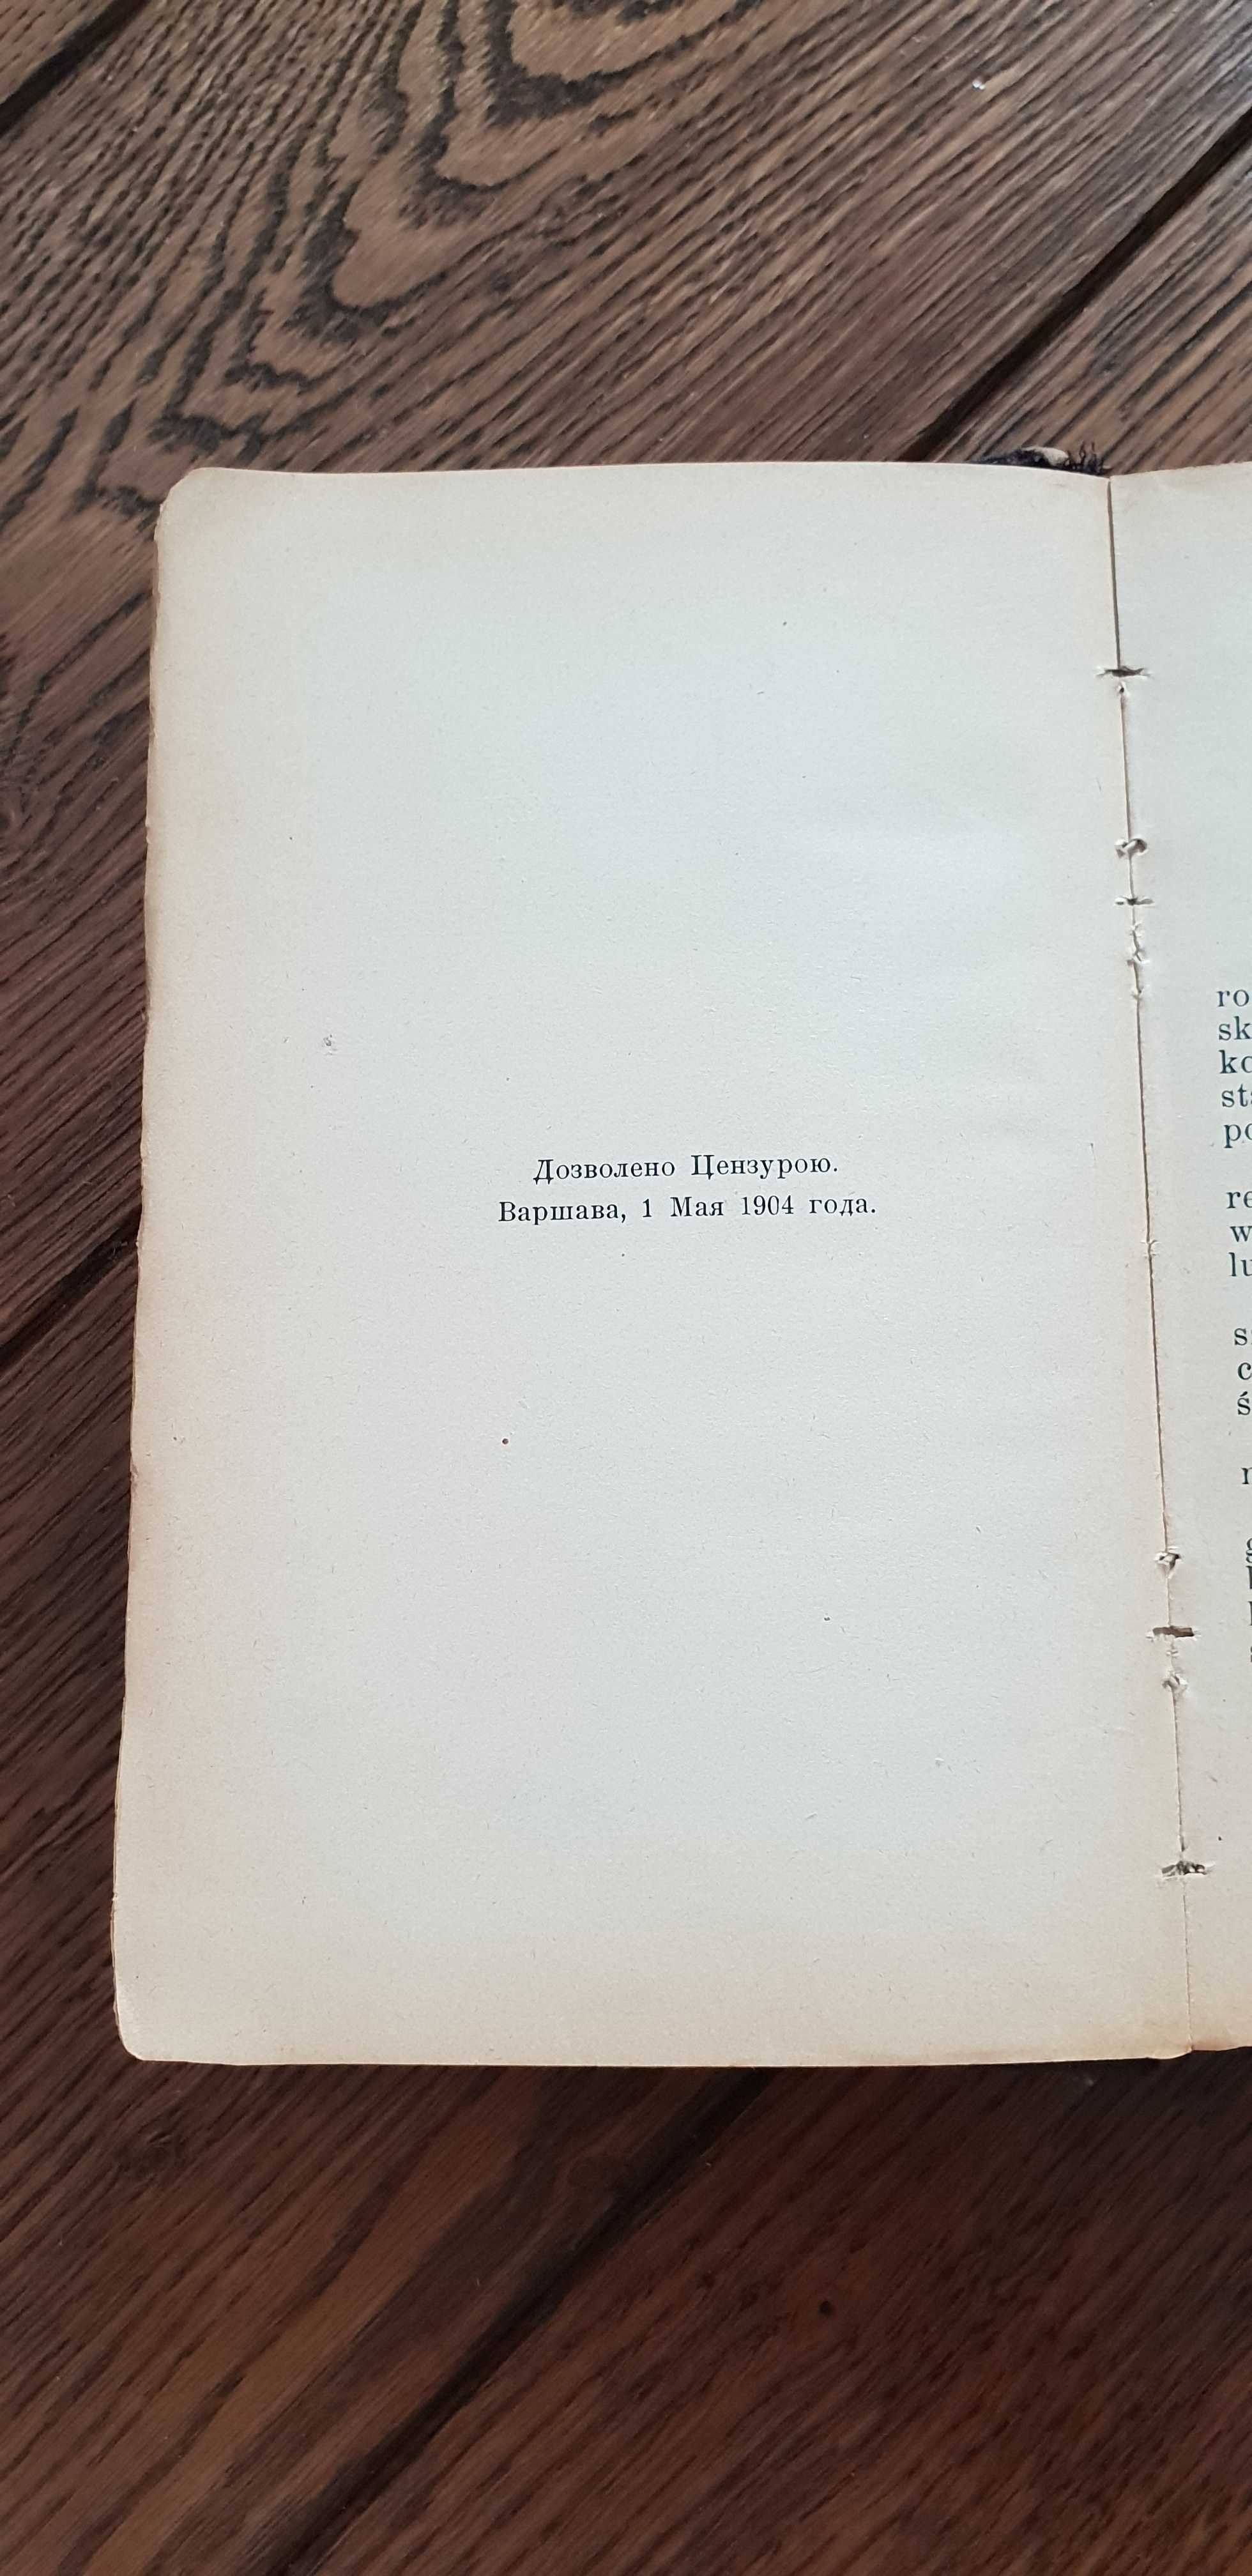 Дозволено Цензурою.
Варшава, 1 Мая 1904 года.